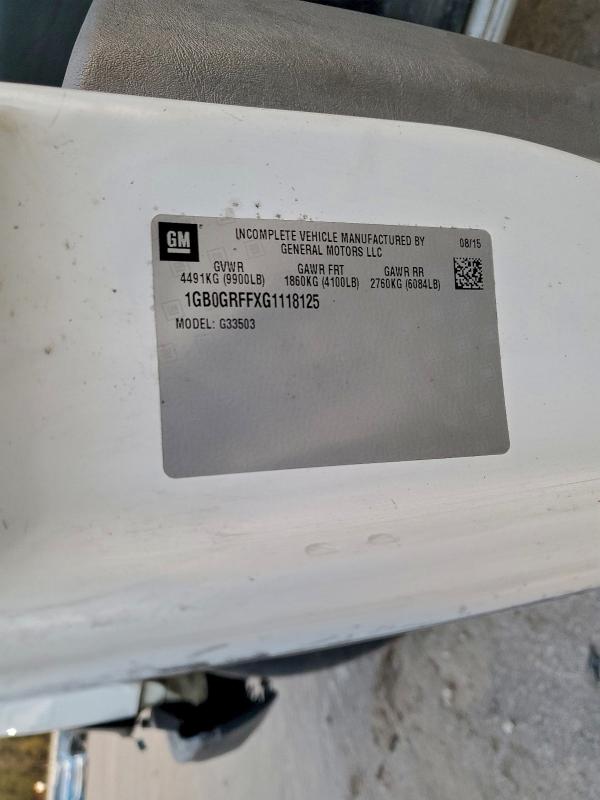 GM
INCOMPLETE VEHICLE MANUFACTURED BY
GENERAL MOTORS LLC
08/15
GVWR GAWR FRT GAWR RR
4491KG (9900LB) 1860KG (4100LB) 2760KG (6084LB)
1GB0GRFFXG1118125
MODEL: G33503